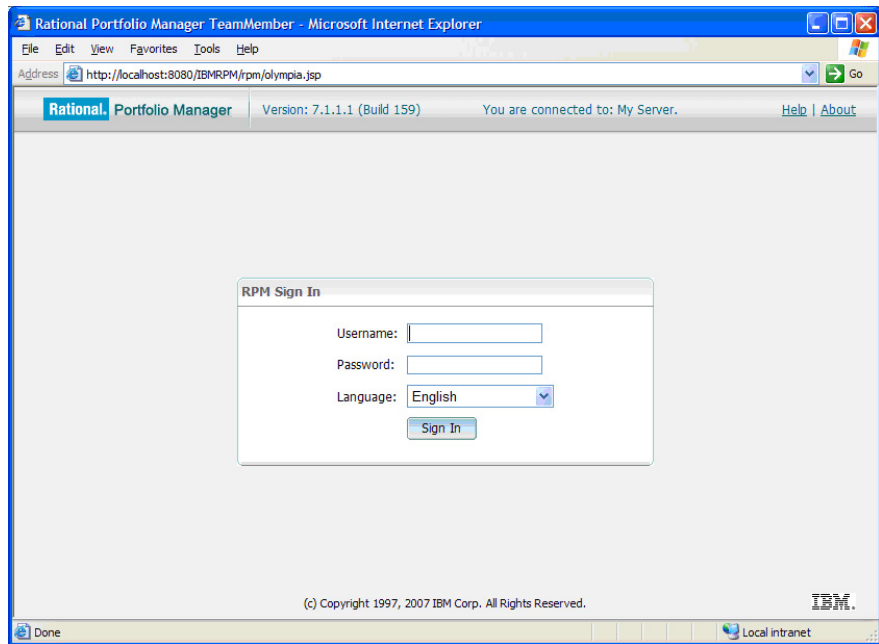 Rational Portfolio Manager TeamMember - Microsoft Internet Explorer
File Edit View Favorites Tools Help
Address http://localhost:8080/IBMRPM/rpm/olympia.jsp Go
Rational. Portfolio Manager Version: 7.1.1.1 (Build 159) You are connected to: My Server. Help | About
RPM Sign In
Username:
Password:
Language: English
Sign In
(c) Copyright 1997, 2007 IBM Corp. All Rights Reserved. IBM.
Done Local intranet